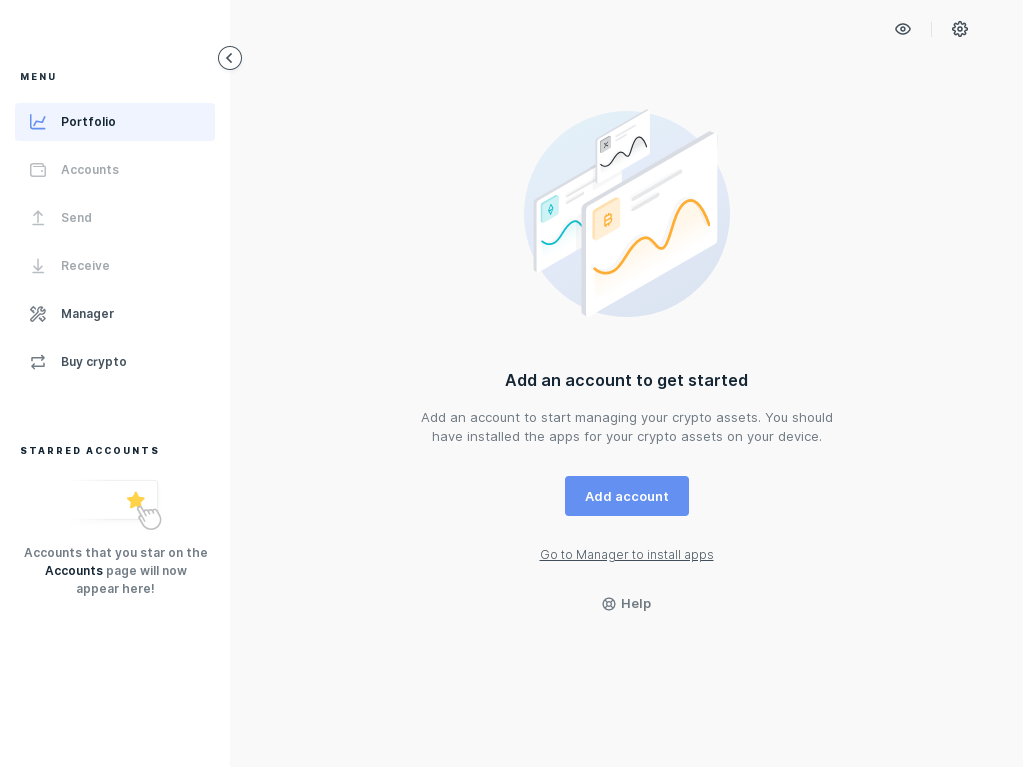 MENU
Portfolio
Accounts
Send
Receive
Manager
Buy crypto
STARRED ACCOUNTS
Accounts that you star on the
Accounts page will now
appear here!
Add an account to get started
Add an account to start managing your crypto assets. You should
have installed the apps for your crypto assets on your device.
Add account
Go to Manager to install apps
Help